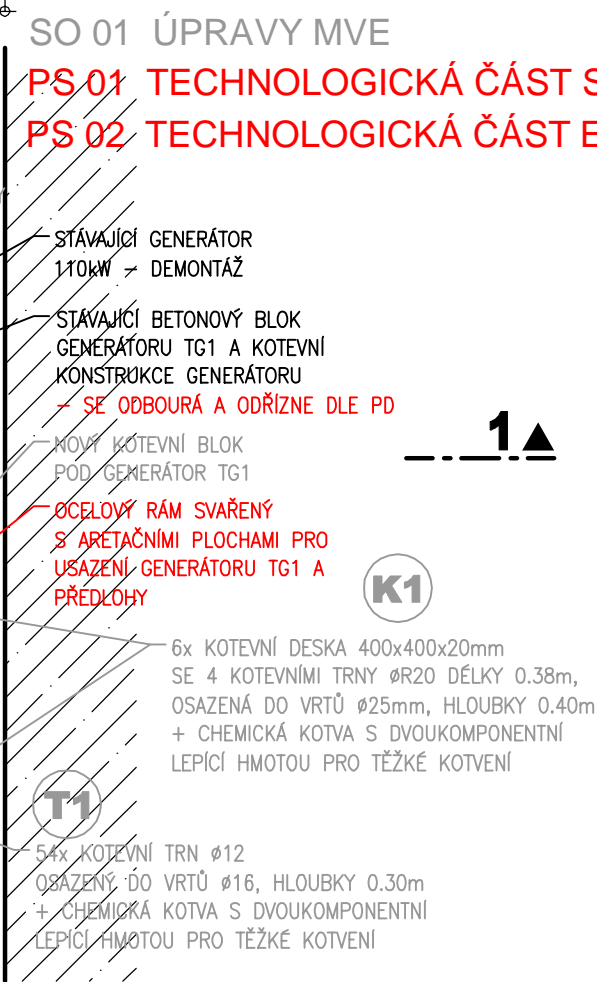 SO 01 ÚPRAVY MVE
PS 01 TECHNOLOGICKÁ ČÁST S
PS 02 TECHNOLOGICKÁ ČÁST E
STÁVAJÍCÍ GENERÁTOR
110kW – DEMONTÁŽ
STÁVAJÍCÍ BETONOVÝ BLOK
GENERÁTORU TG1 A KOTEVNÍ
KONSTRUKCE GENERÁTORU
– SE ODBOURÁ A ODŘÍZNE DLE PD
1
NOVÝ KOTEVNÍ BLOK
POD GENERÁTOR TG1
OCELOVÝ RÁM SVAŘENÝ
S ARETAČNÍMI PLOCHAMI PRO
USAZENÍ GENERÁTORU TG1 A
PŘEDLOHY
K1
6x KOTEVNÍ DESKA 400x400x20mm
SE 4 KOTEVNÍMI TRNY øR20 DÉLKY 0.38m,
OSAZENÁ DO VRTŮ ø25mm, HLOUBKY 0.40m
+ CHEMICKÁ KOTVA S DVOUKOMPONENTNÍ
LEPÍCÍ HMOTOU PRO TĚŽKÉ KOTVENÍ
T1
54x KOTEVNÍ TRN ø12
OSAZENÝ DO VRTŮ ø16, HLOUBKY 0.30m
+ CHEMICKÁ KOTVA S DVOUKOMPONENTNÍ
LEPÍCÍ HMOTOU PRO TĚŽKÉ KOTVENÍ